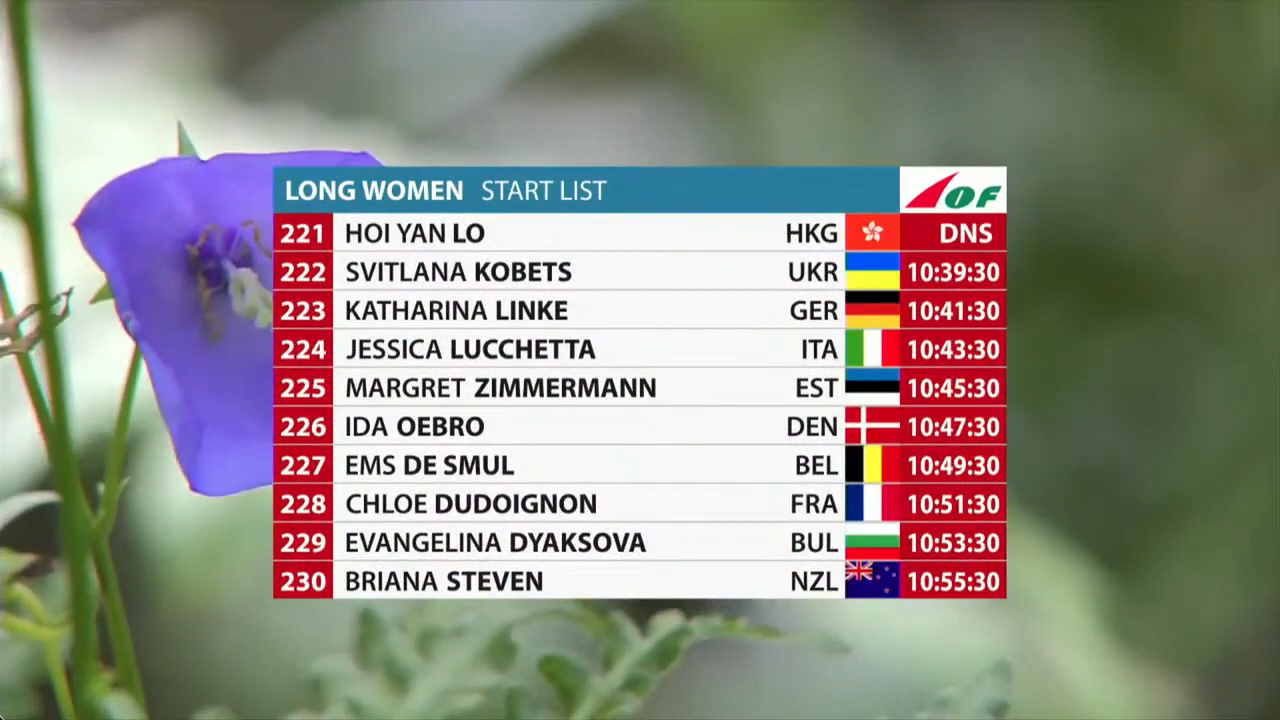 LONG WOMEN START LIST IOF
221 HOI YAN LO HKG DNS
222 SVITLANA KOBETS UKR 10:39:30
223 KATHARINA LINKE GER 10:41:30
224 JESSICA LUCCHETTA ITA 10:43:30
225 MARGRET ZIMMERMANN EST 10:45:30
226 IDA OEBRO DEN 10:47:30
227 EMS DE SMUL BEL 10:49:30
228 CHLOE DUDOIGNON FRA 10:51:30
229 EVANGELINA DYAKSOVA BUL 10:53:30
230 BRIANA STEVEN NZL 10:55:30